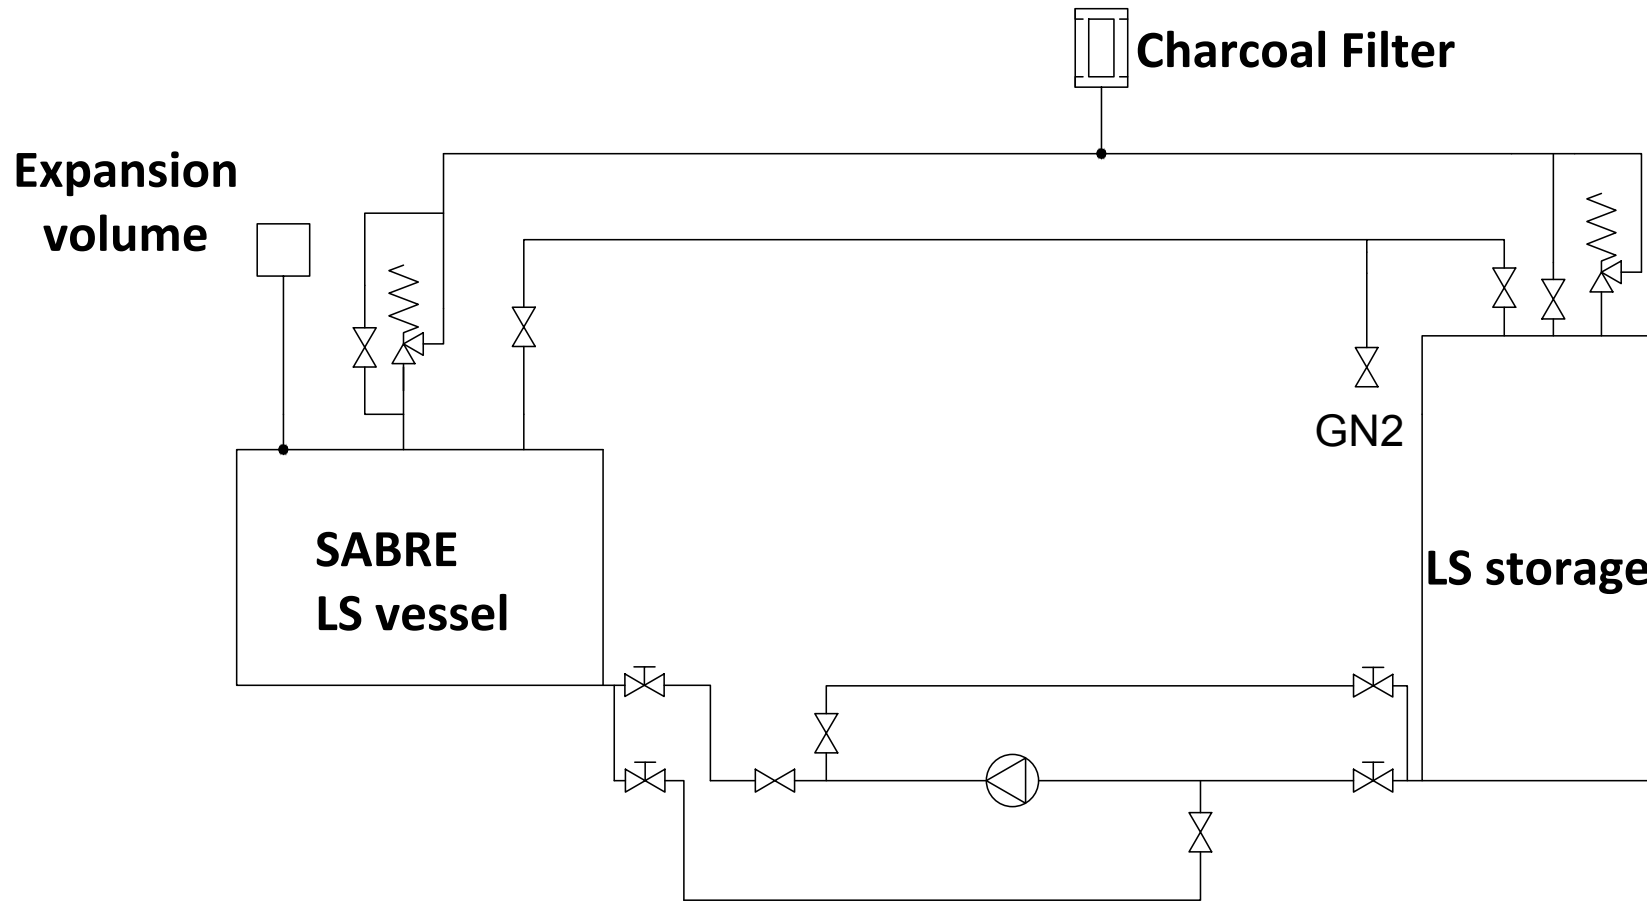 Charcoal Filter
Expansion
volume
GN2
SABRE
LS vessel
LS storage